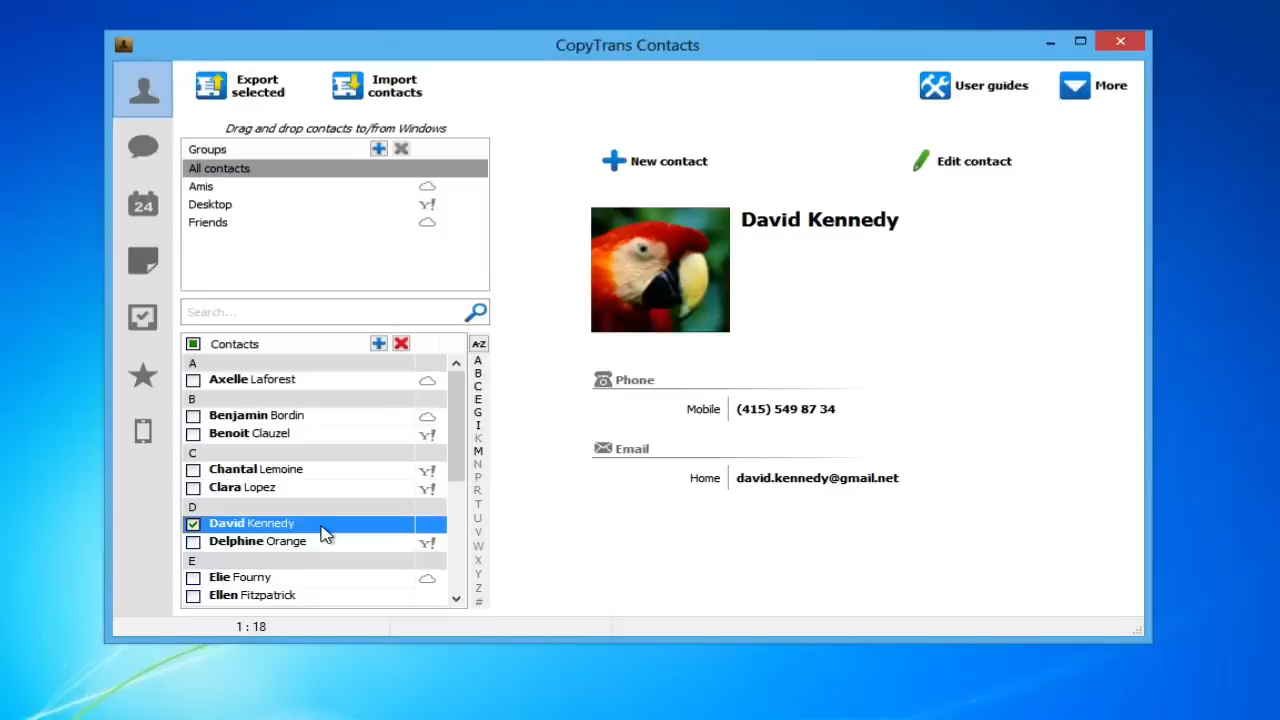 CopyTrans Contacts
Export selected
Import contacts
User guides
More
24
Drag and drop contacts to/from Windows
Groups
All contacts
Amis
Desktop Y!
Friends
Search...
Contacts
A-Z
A
Axelle Laforest
B
Benjamin Bordin
Benoit Clauzel Y!
C
Chantal Lemoine Y!
Clara Lopez Y!
D
David Kennedy
Delphine Orange Y!
E
Elie Fourny
Ellen Fitzpatrick
A
B
C
E
G
I
K
M
N
P
R
T
U
V
W
X
Y
Z
#
1 : 18
New contact
Edit contact
David Kennedy
Phone
Mobile (415) 549 87 34
Email
Home david.kennedy@gmail.net